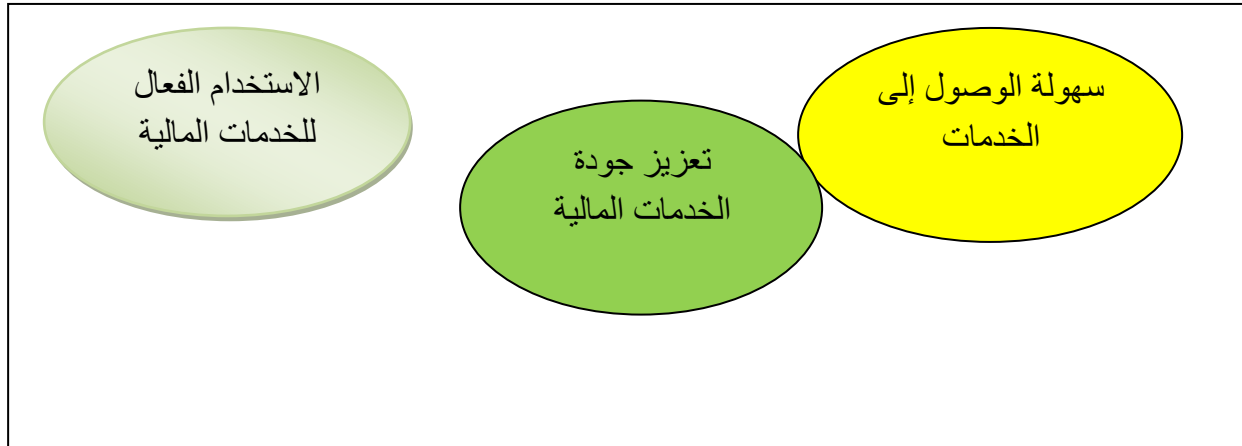 سهولة الوصول إلى
الخدمات
تعزيز جودة
الخدمات المالية
الاستخدام الفعال
للخدمات المالية